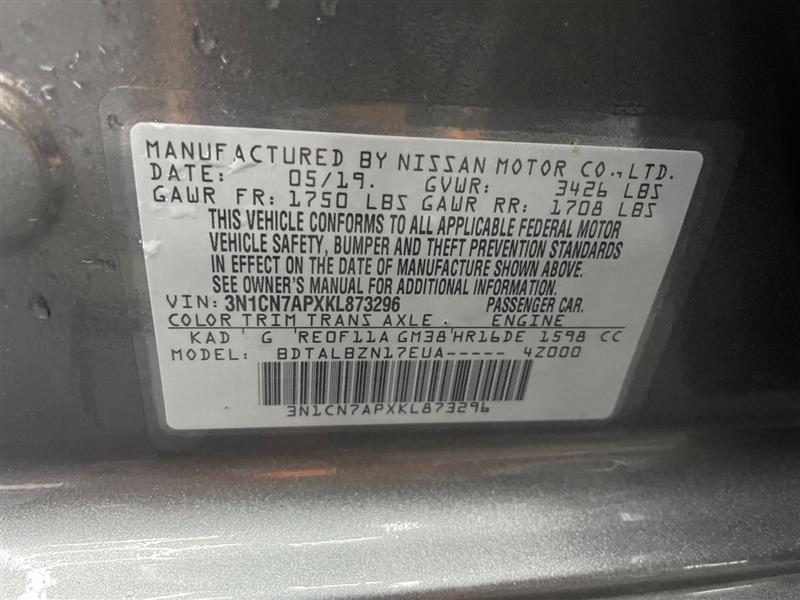 MANUFACTURED BY NISSAN MOTOR CO., LTD.
DATE: 05/19. GVWR: 3426 LBS
GAWR FR: 1750 LBS GAWR RR: 1708 LBS
THIS VEHICLE CONFORMS TO ALL APPLICABLE FEDERAL MOTOR
VEHICLE SAFETY, BUMPER AND THEFT PREVENTION STANDARDS
IN EFFECT ON THE DATE OF MANUFACTURE SHOWN ABOVE.
SEE OWNER'S MANUAL FOR ADDITIONAL INFORMATION.
VIN: 3N1CN7APXKL873296 PASSENGER CAR.
COLOR TRIM TRANS AXLE. ENGINE
KAD ' G 'RE0F11A GM38'HR16DE 1598 CC
MODEL: BDTALBZN17EUA----- 4Z000
3N1CN7APXKL873296